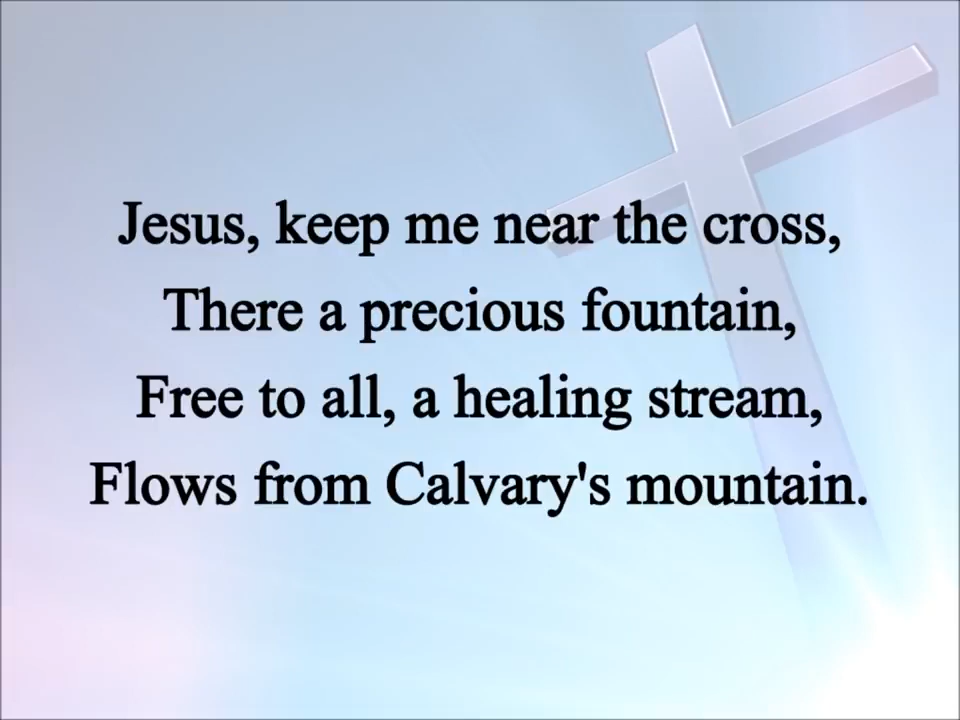 Jesus, keep me near the cross,
There a precious fountain,
Free to all, a healing stream,
Flows from Calvary's mountain.